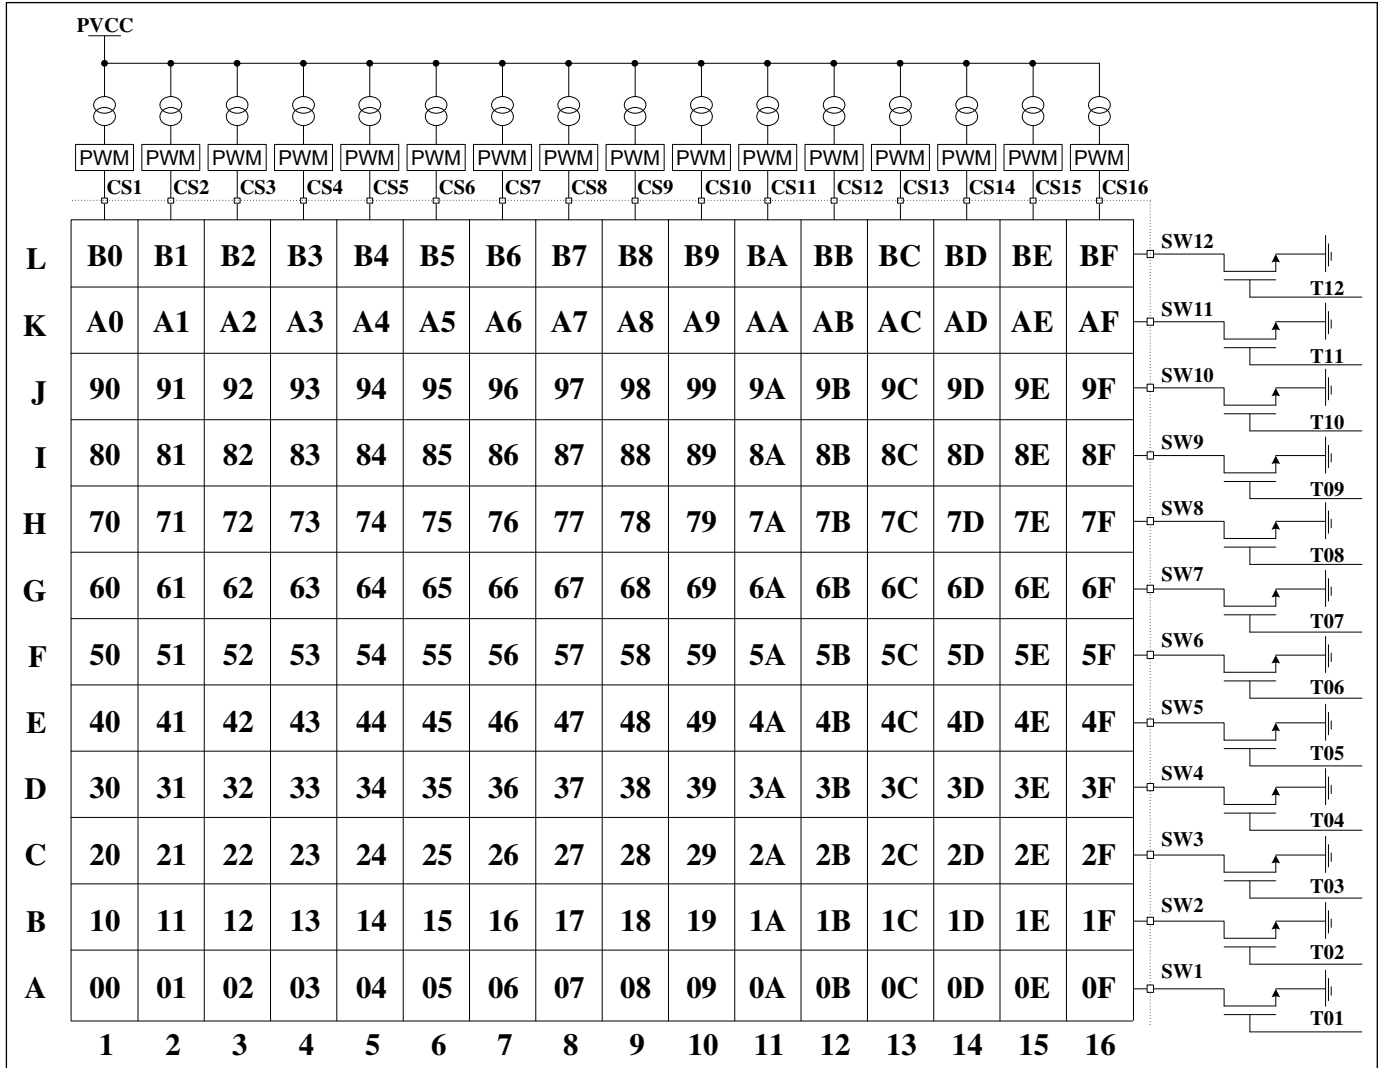 PVCC
PWM PWM PWM PWM PWM PWM PWM PWM PWM PWM PWM PWM PWM PWM PWM PWM
CS1 CS2 CS3 CS4 CS5 CS6 CS7 CS8 CS9 CS10 CS11 CS12 CS13 CS14 CS15 CS16
L B0 B1 B2 B3 B4 B5 B6 B7 B8 B9 BA BB BC BD BE BF SW12
T12
K A0 A1 A2 A3 A4 A5 A6 A7 A8 A9 AA AB AC AD AE AF SW11
T11
J 90 91 92 93 94 95 96 97 98 99 9A 9B 9C 9D 9E 9F SW10
T10
I 80 81 82 83 84 85 86 87 88 89 8A 8B 8C 8D 8E 8F SW9
T09
H 70 71 72 73 74 75 76 77 78 79 7A 7B 7C 7D 7E 7F SW8
T08
G 60 61 62 63 64 65 66 67 68 69 6A 6B 6C 6D 6E 6F SW7
T07
F 50 51 52 53 54 55 56 57 58 59 5A 5B 5C 5D 5E 5F SW6
T06
E 40 41 42 43 44 45 46 47 48 49 4A 4B 4C 4D 4E 4F SW5
T05
D 30 31 32 33 34 35 36 37 38 39 3A 3B 3C 3D 3E 3F SW4
T04
C 20 21 22 23 24 25 26 27 28 29 2A 2B 2C 2D 2E 2F SW3
T03
B 10 11 12 13 14 15 16 17 18 19 1A 1B 1C 1D 1E 1F SW2
T02
A 00 01 02 03 04 05 06 07 08 09 0A 0B 0C 0D 0E 0F SW1
T01
1 2 3 4 5 6 7 8 9 10 11 12 13 14 15 16